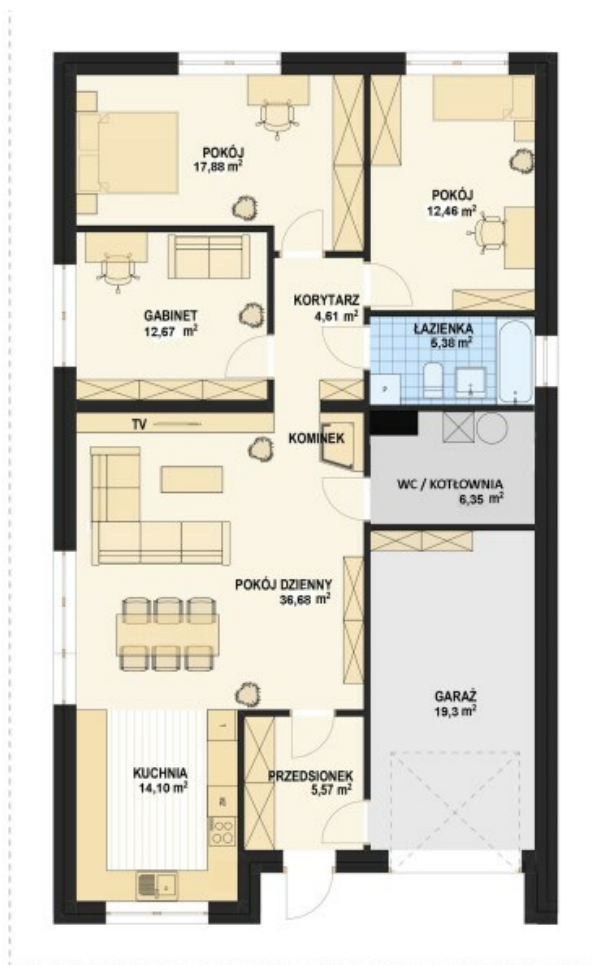 POKÓJ
17,88 m²
POKÓJ
12,46 m²
GABINET
12,67 m²
KORYTARZ
4,61 m²
ŁAZIENKA
5,38 m²
P
TV
KOMINEK
WC / KOTŁOWNIA
6,35 m²
POKÓJ DZIENNY
36,68 m²
GARAŻ
19,3 m²
L
KUCHNIA
14,10 m²
ZM
PRZEDSIONEK
5,57 m²